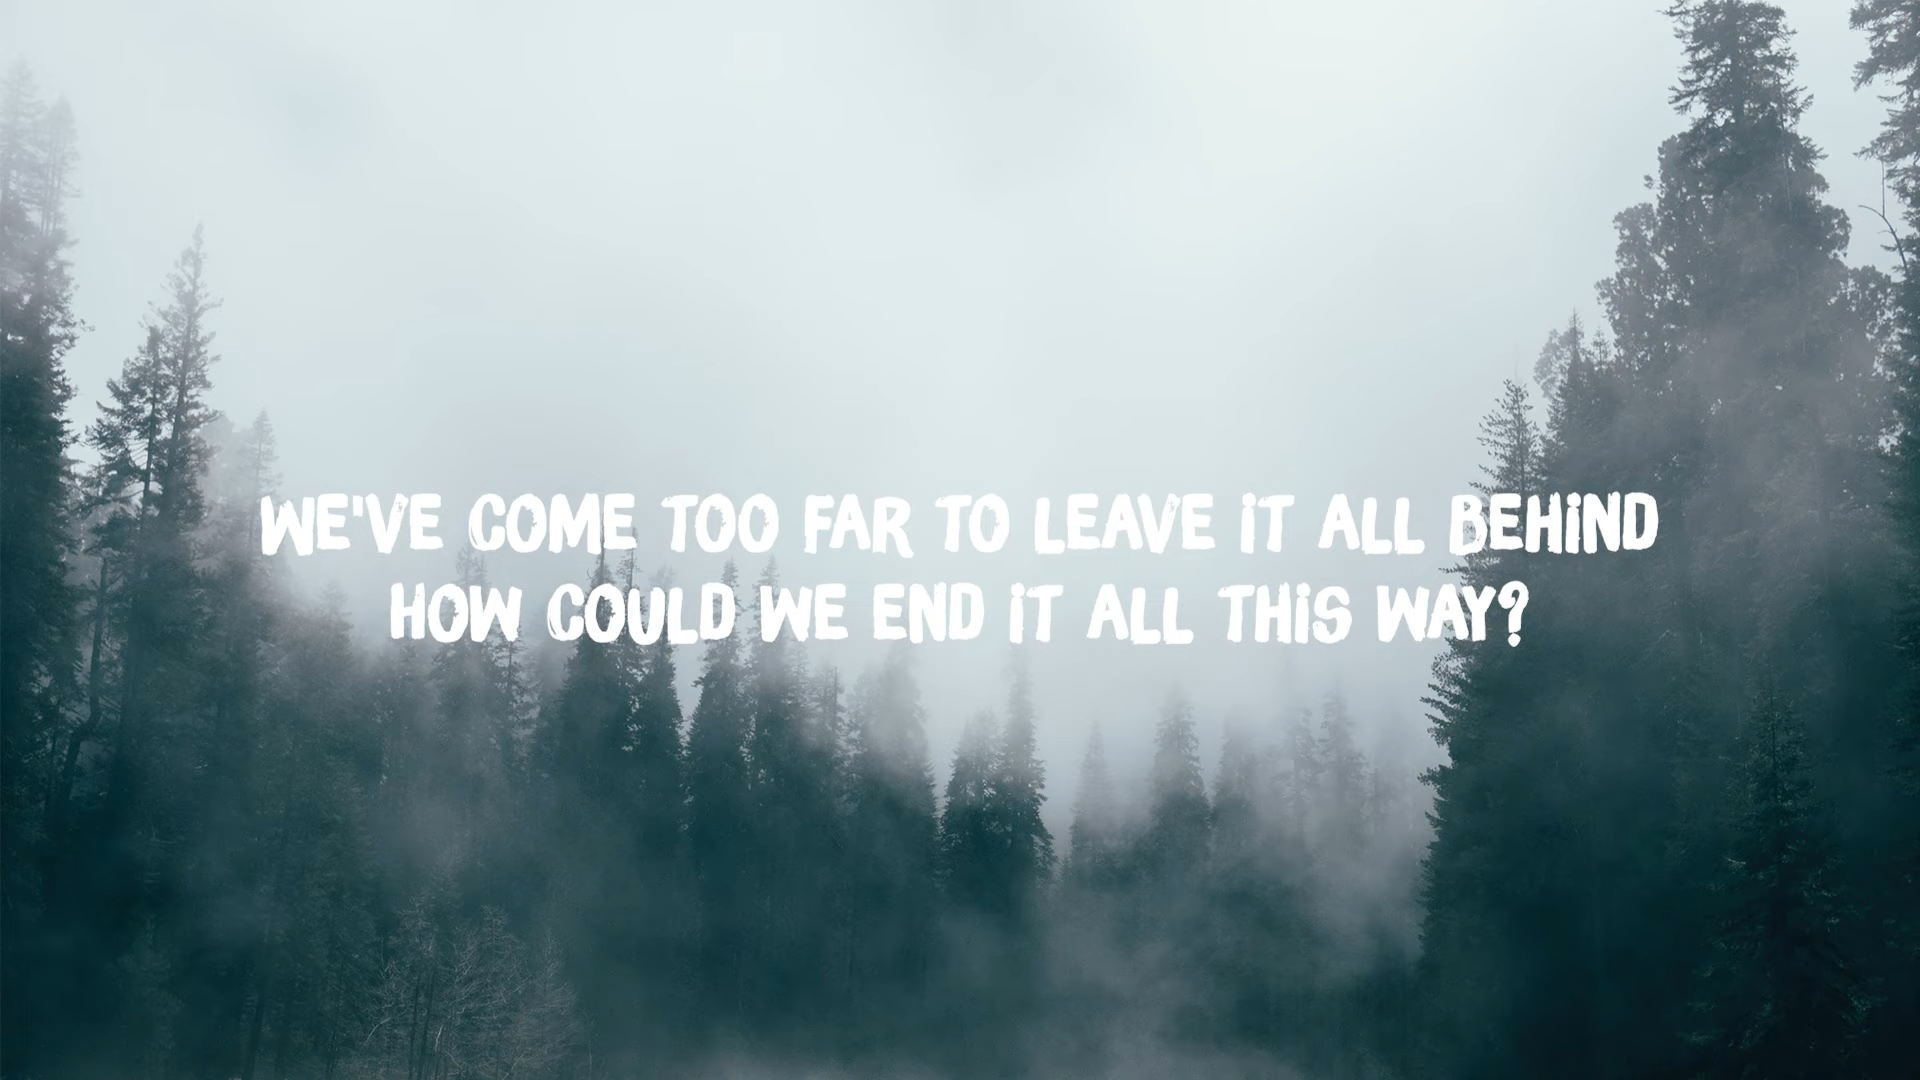 WE'VE COME TOO FAR TO LEAVE IT ALL BEHIND
HOW COULD WE END IT ALL THIS WAY?